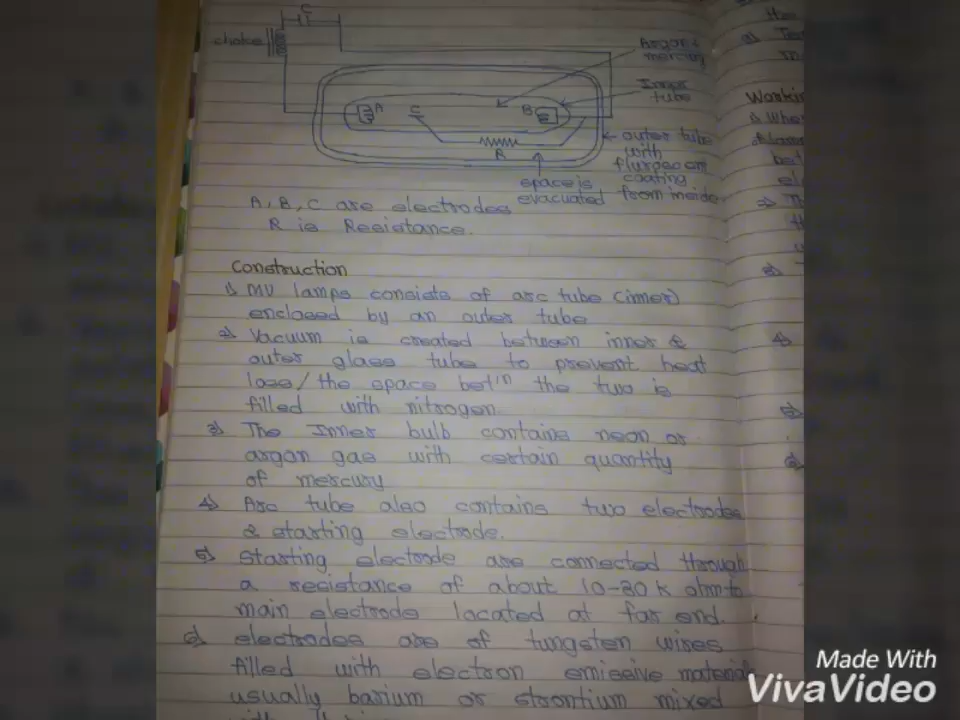 C
choke
Argon &
mercury
Inner
tube
A
C
B
R
outer tube
with
coating
from inside
space is
evacuated
A, B, C are electrodes
R is Resistance.
Construction
1) MV lamps consists of arc tube (inner)
enclosed by an outer tube
2) Vacuum is created between inner &
outer glass tube to prevent heat
loss/the space betⁿ the two is
filled with nitrogen.
3) The Inner bulb contains neon or
argon gas with certain quantity
of mercury
4) Arc tube also contains two electrodes
& starting electrode.
5) Starting electrode are connected through
a resistance of about 10-30 k ohm to
main electrode located at far end.
6) electrodes are of tungsten wires
filled with electron emissive materials
usually barium or strontium mixed
Working
Made With
VivaVideo